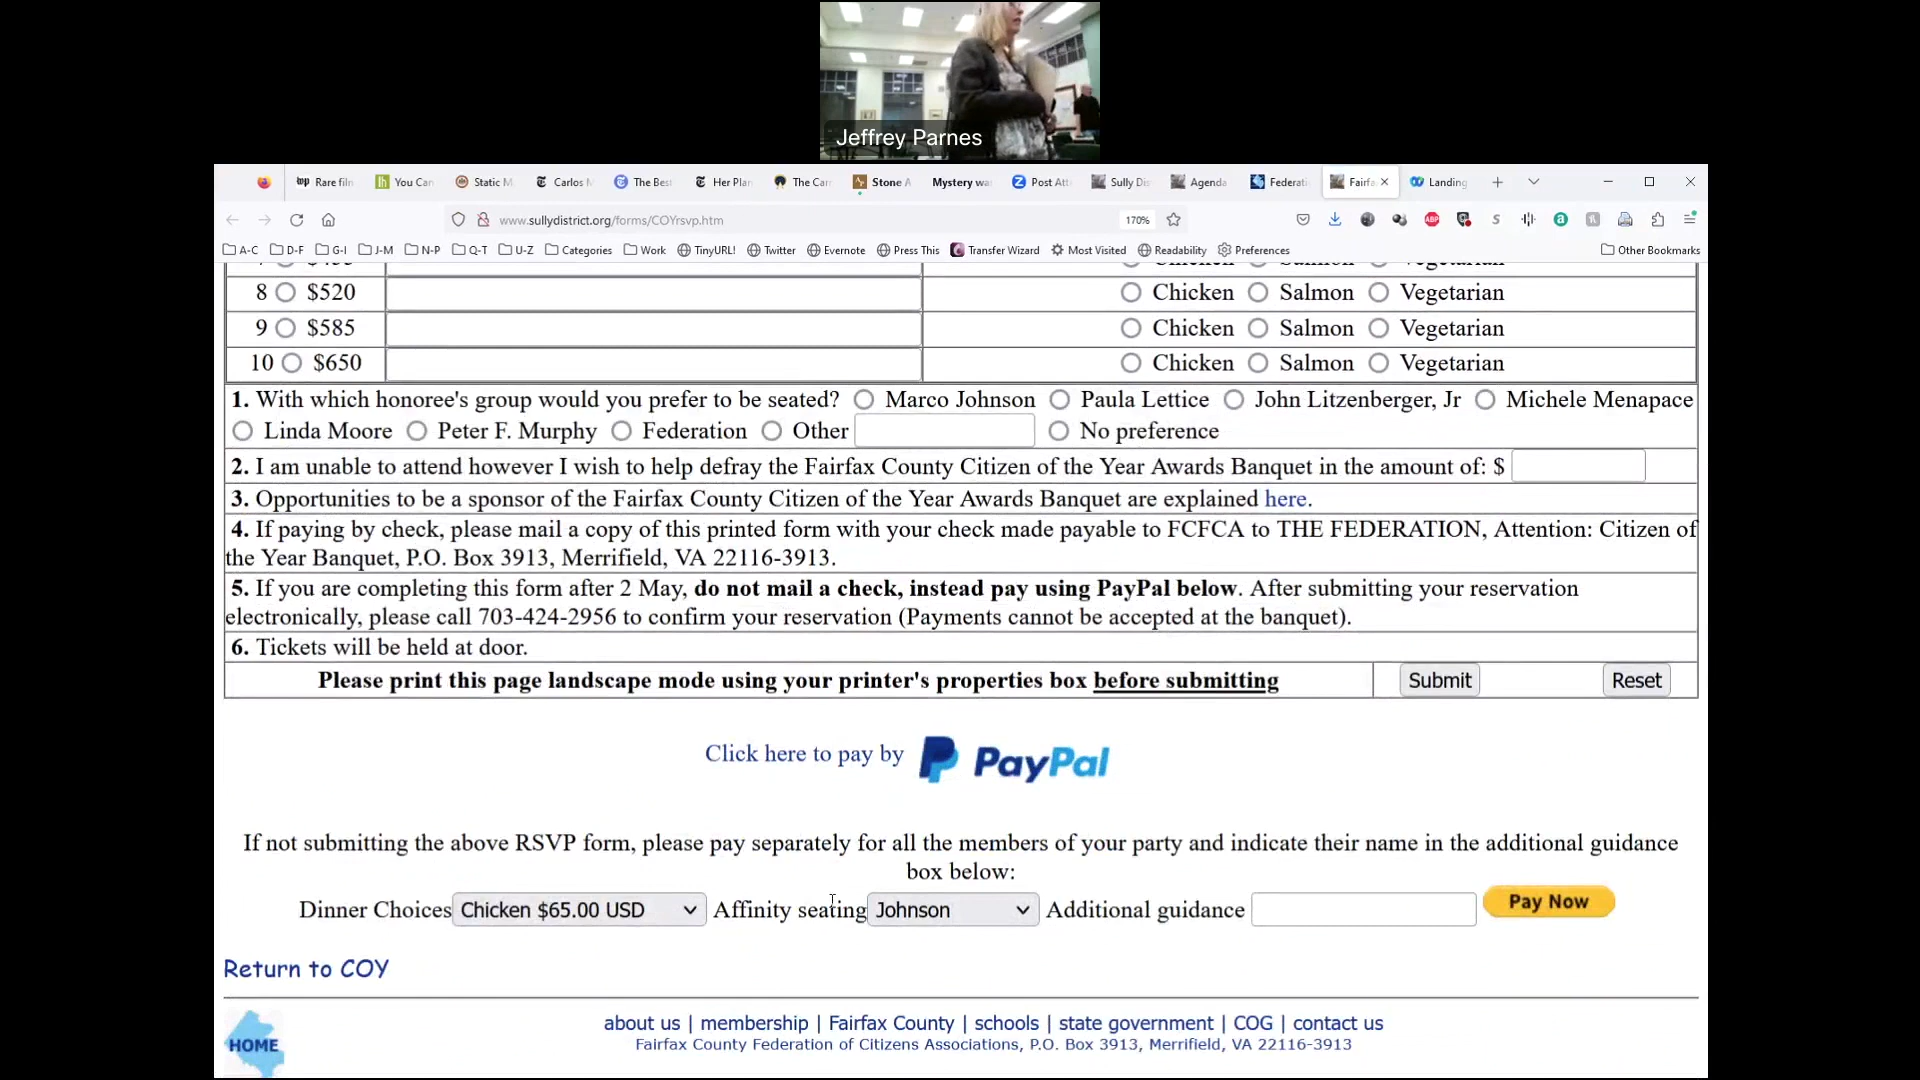 Jeffrey Parnes
Rare filn You Can Static M Carlos M The Bes Her Plan The Car Stone A Mystery wa Post Att Sully Dis Agenda Federati Fairfa Landing
www.sullydistrict.org/forms/COYrsvp.htm 170%
A-C D-F G-I J-M N-P Q-T U-Z Categories Work TinyURL! Twitter Evernote Press This Transfer Wizard Most Visited Readability Preferences Other Bookmarks
8 $520 Chicken Salmon Vegetarian
9 $585 Chicken Salmon Vegetarian
10 $650 Chicken Salmon Vegetarian
1. With which honoree's group would you prefer to be seated? Marco Johnson Paula Lettice John Litzenberger, Jr Michele Menapace
Linda Moore Peter F. Murphy Federation Other No preference
2. I am unable to attend however I wish to help defray the Fairfax County Citizen of the Year Awards Banquet in the amount of: $
3. Opportunities to be a sponsor of the Fairfax County Citizen of the Year Awards Banquet are explained here.
4. If paying by check, please mail a copy of this printed form with your check made payable to FCFCA to THE FEDERATION, Attention: Citizen of
the Year Banquet, P.O. Box 3913, Merrifield, VA 22116-3913.
5. If you are completing this form after 2 May, do not mail a check, instead pay using PayPal below. After submitting your reservation
electronically, please call 703-424-2956 to confirm your reservation (Payments cannot be accepted at the banquet).
6. Tickets will be held at door.
Please print this page landscape mode using your printer's properties box before submitting Submit Reset
Click here to pay by PayPal
If not submitting the above RSVP form, please pay separately for all the members of your party and indicate their name in the additional guidance
box below:
Dinner Choices Chicken $65.00 USD Affinity seating Johnson Additional guidance Pay Now
Return to COY
HOME
about us | membership | Fairfax County | schools | state government | COG | contact us
Fairfax County Federation of Citizens Associations, P.O. Box 3913, Merrifield, VA 22116-3913